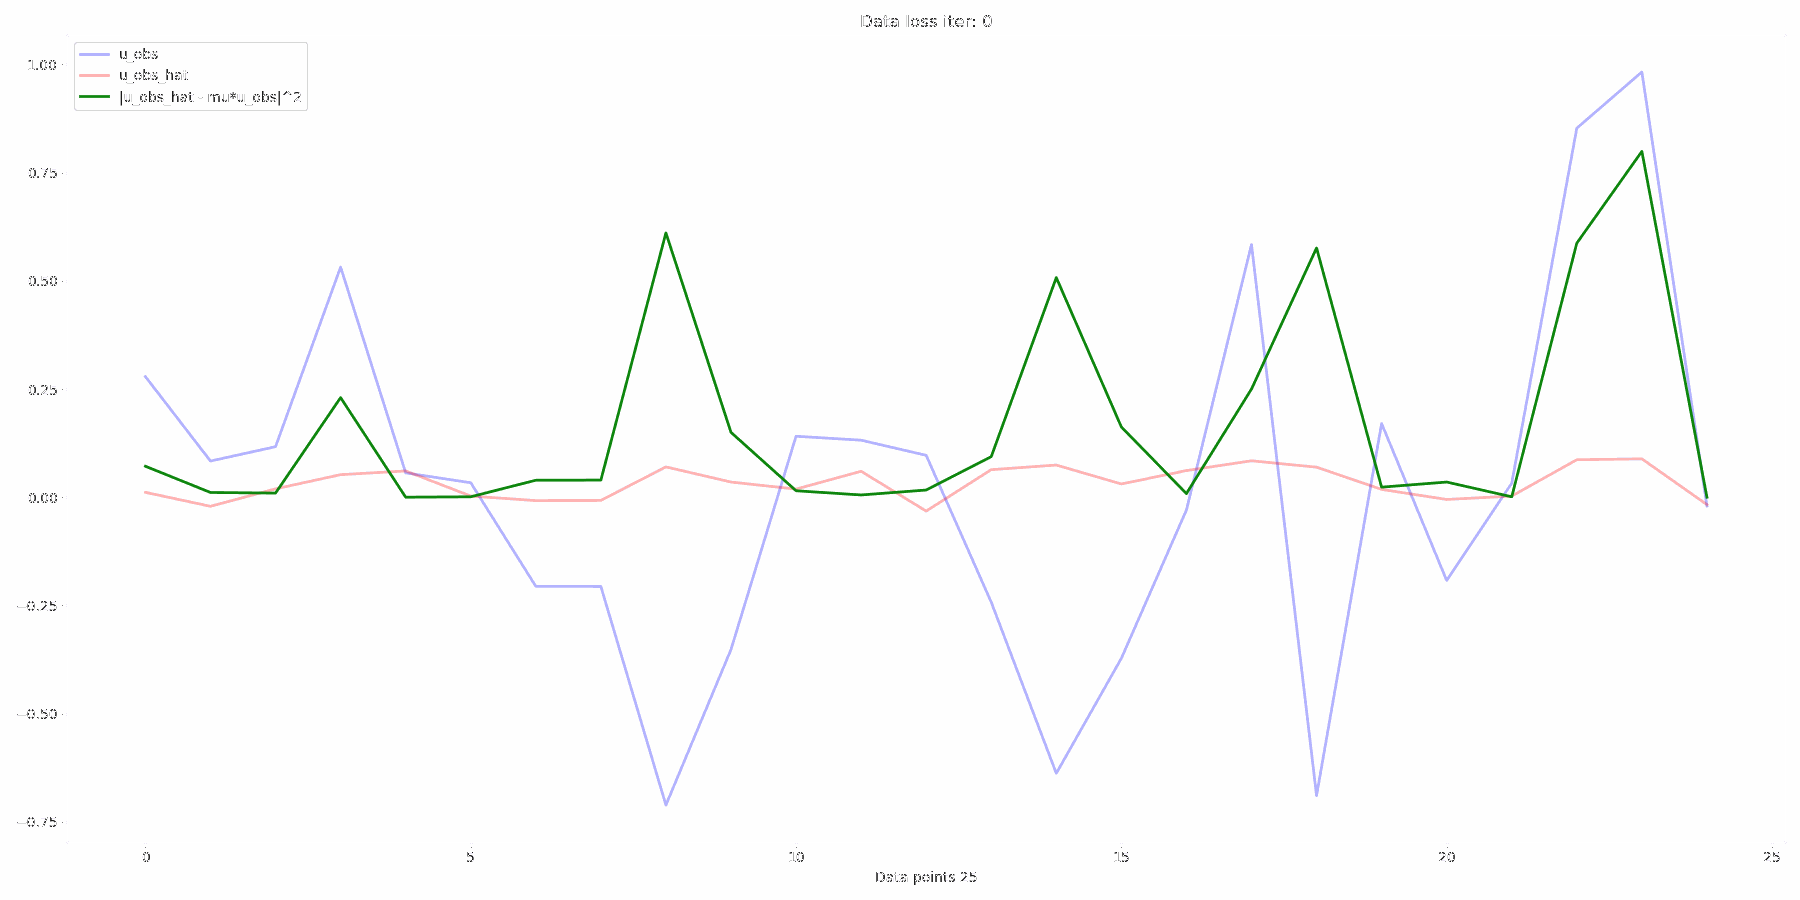 Data loss iter: 0
u_obs
u_obs_hat
|u_obs_hat - mu*u_obs|^2
1.00
0.75
0.50
0.25
0.00
−0.25
−0.50
−0.75
0 5 10 15 20 25
Data points 25